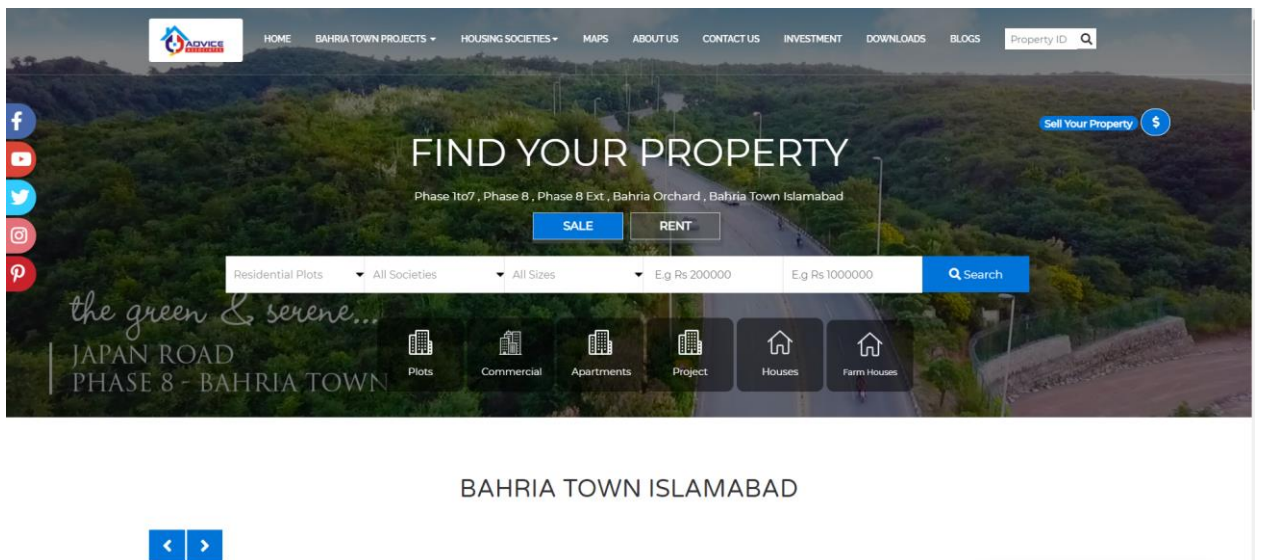 ADVICE
ASSOCIATES
HOME BAHRIA TOWN PROJECTS HOUSING SOCIETIES MAPS ABOUT US CONTACT US INVESTMENT DOWNLOADS BLOGS Property ID
Sell Your Property $
FIND YOUR PROPERTY
Phase 1to7 , Phase 8 , Phase 8 Ext , Bahria Orchard , Bahria Town Islamabad
SALE RENT
Residential Plots All Societies All Sizes E.g Rs 200000 E.g Rs 1000000 Search
the green & serene...
JAPAN ROAD
PHASE 8 - BAHRIA TOWN
Plots Commercial Apartments Project Houses Farm Houses
BAHRIA TOWN ISLAMABAD